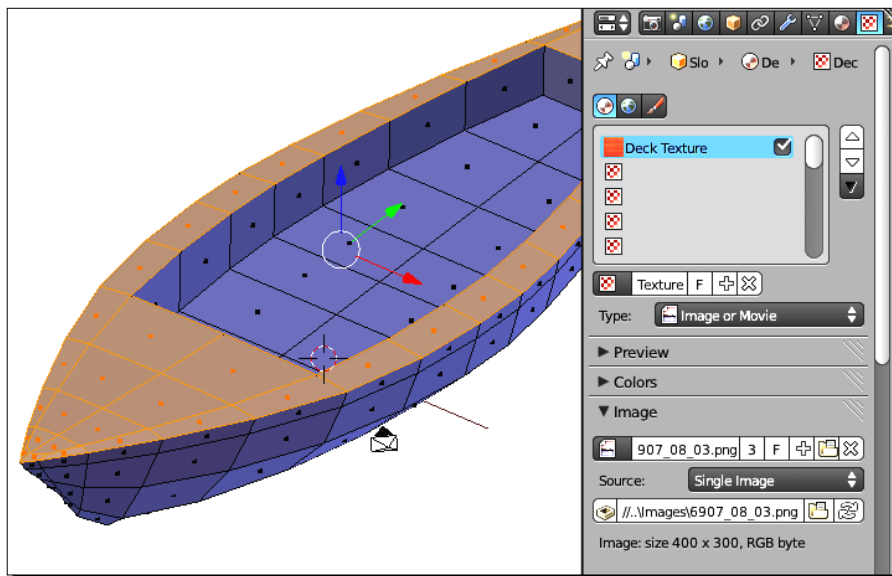 Slo De Dec
Deck Texture
Texture F
Type: Image or Movie
Preview
Colors
Image
907_08_03.png 3 F
Source: Single Image
//..\Images\6907_08_03.png
Image: size 400 x 300, RGB byte